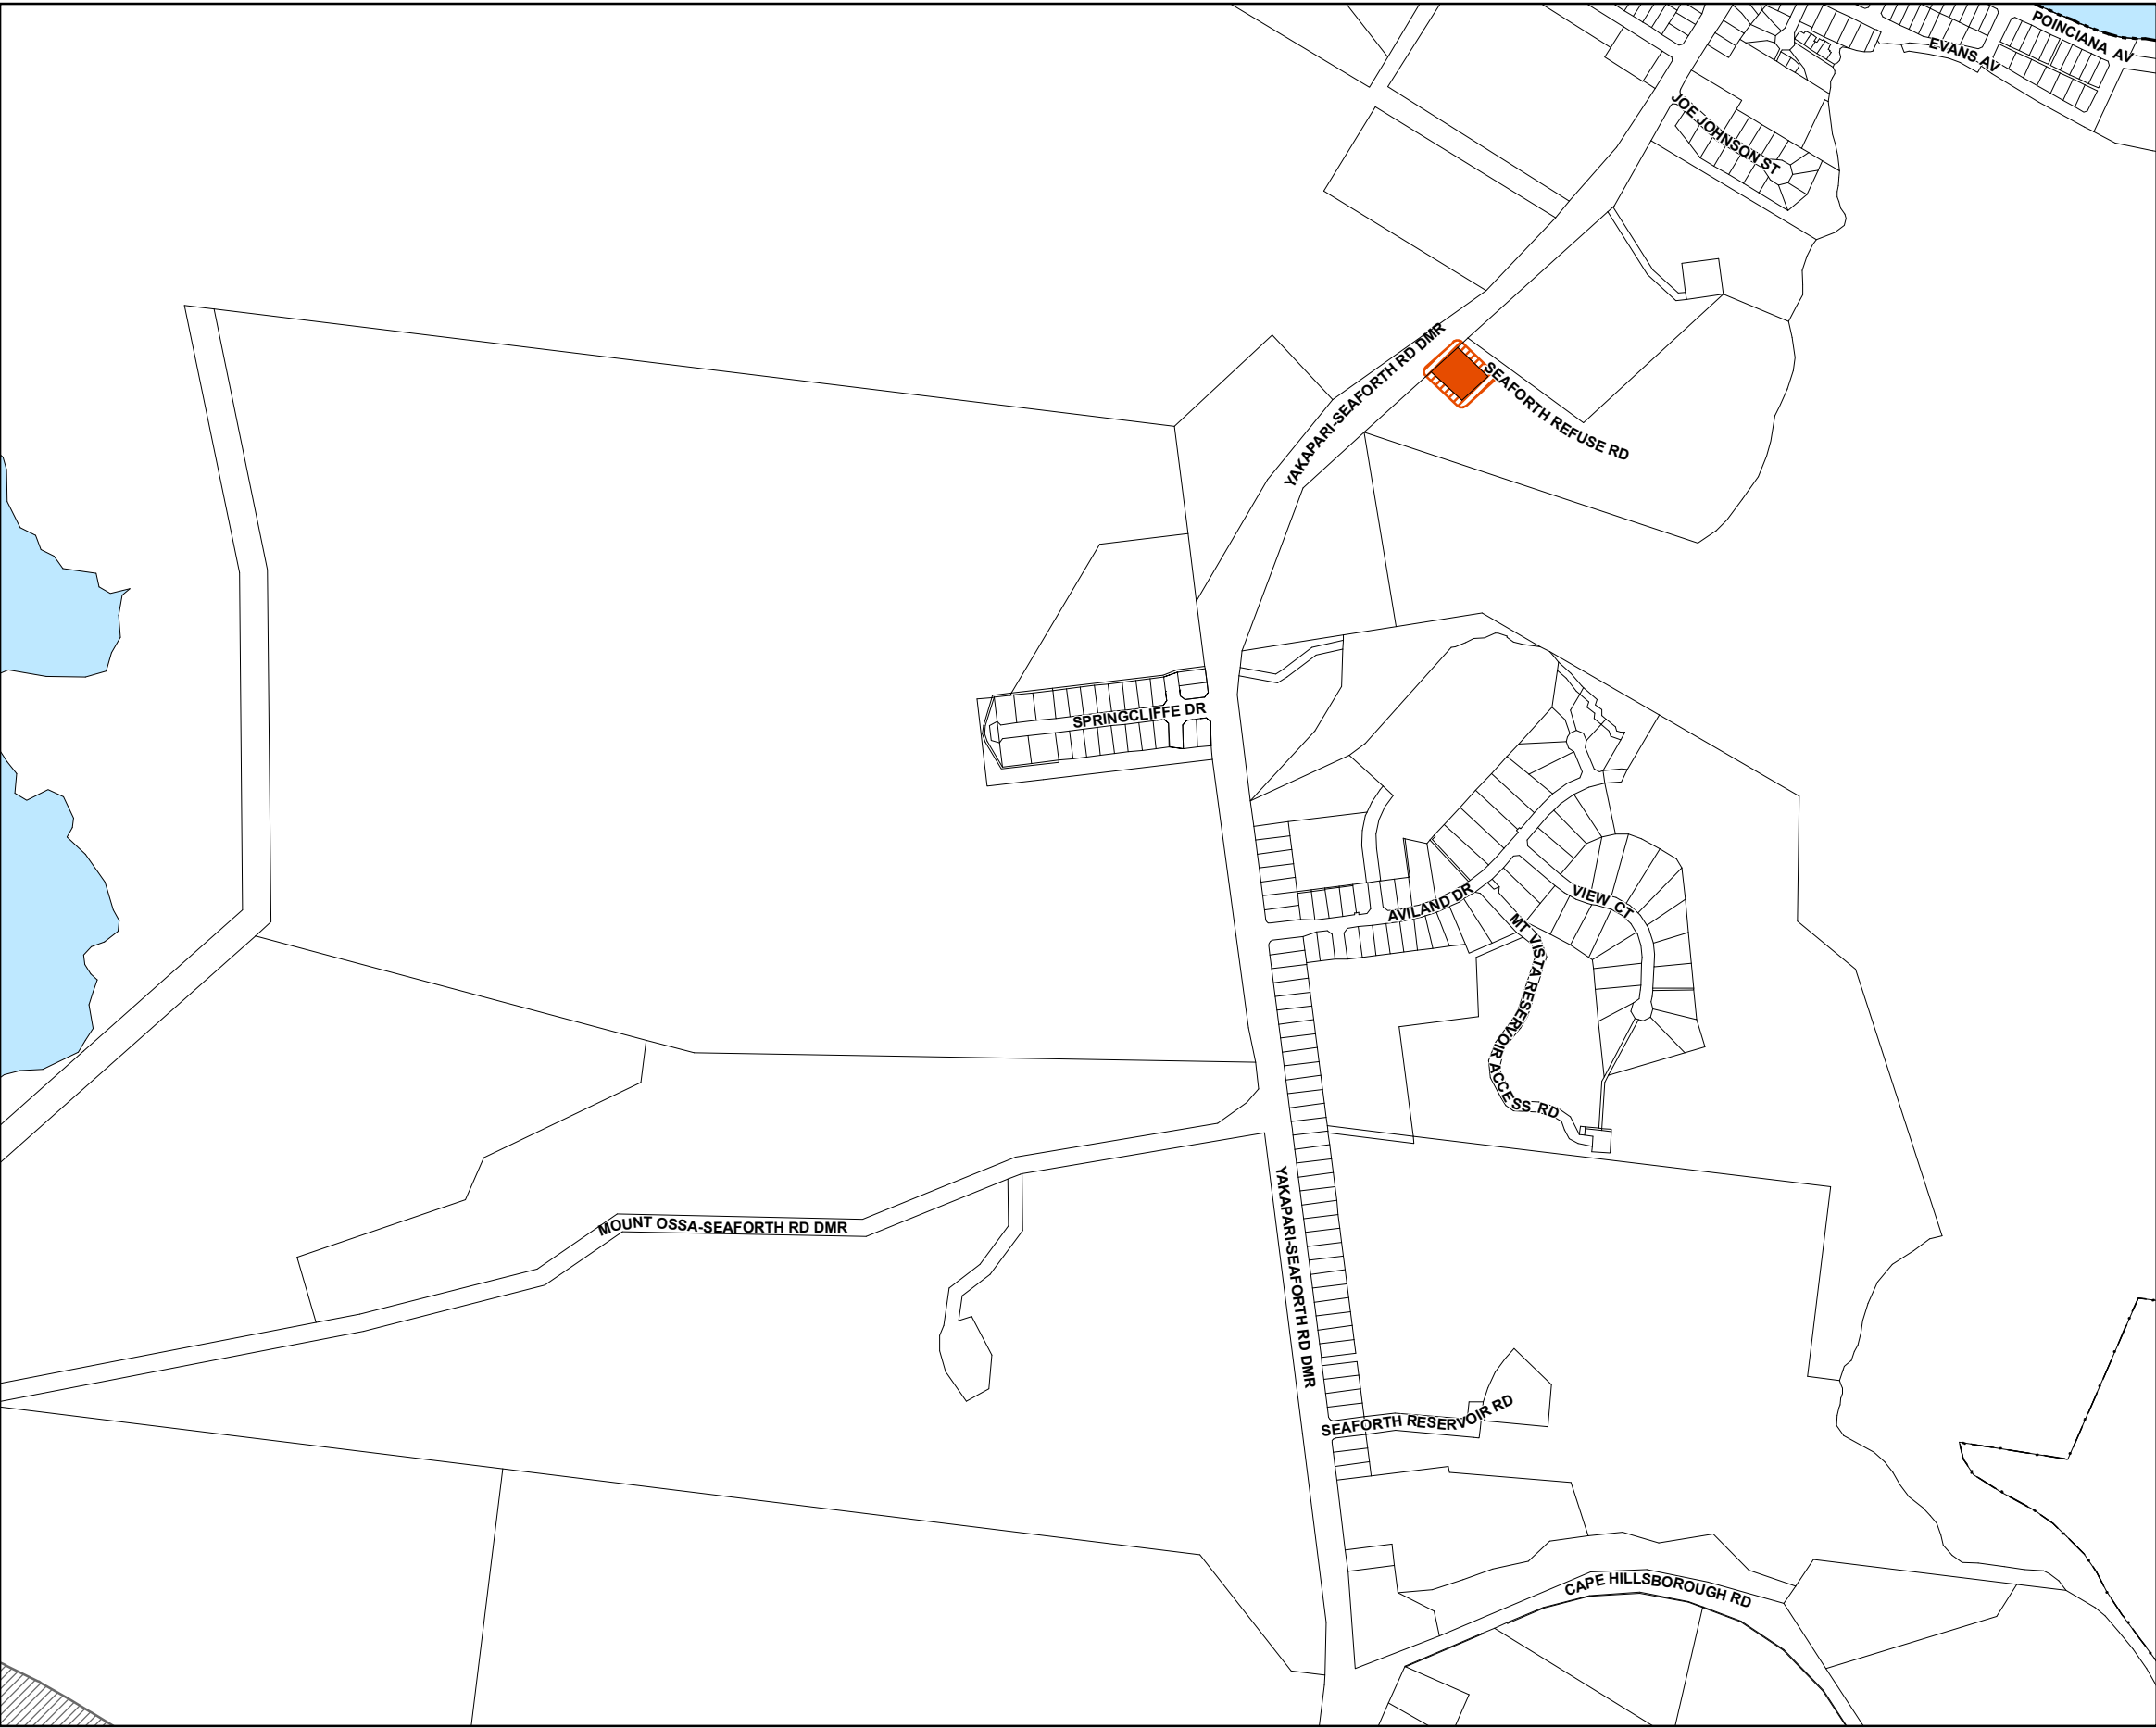 POINCIANA AV
EVANS AV
JOE JOHNSON ST
YAKAPARI-SEAFORTH RD DMR
SEAFORTH REFUSE RD
SPRINGCLIFFE DR
AVILAND DR
VIEW CT
MT VISTA RESERVOIR ACCESS RD
MOUNT OSSA-SEAFORTH RD DMR
YAKAPARI-SEAFORTH RD DMR
SEAFORTH RESERVOIR RD
CAPE HILLSBOROUGH RD